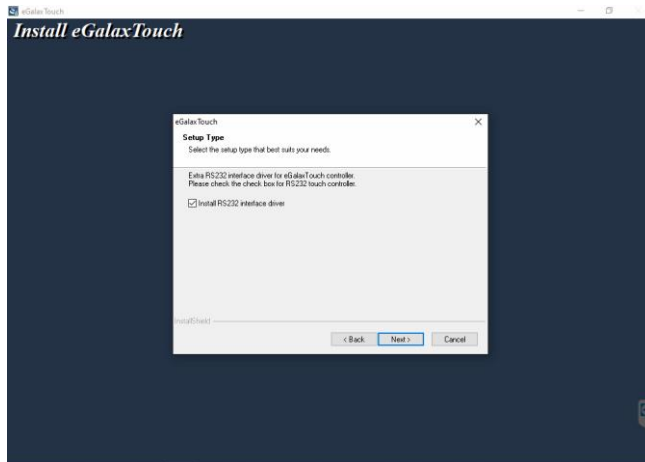 eGalaxTouch
Install eGalaxTouch
eGalaxTouch
Setup Type
Select the setup type that best suits your needs.
Extra RS232 interface driver for eGalaxTouch controller.
Please check the check box for RS232 touch controller.
Install RS232 interface driver
InstallShield
< Back
Next >
Cancel